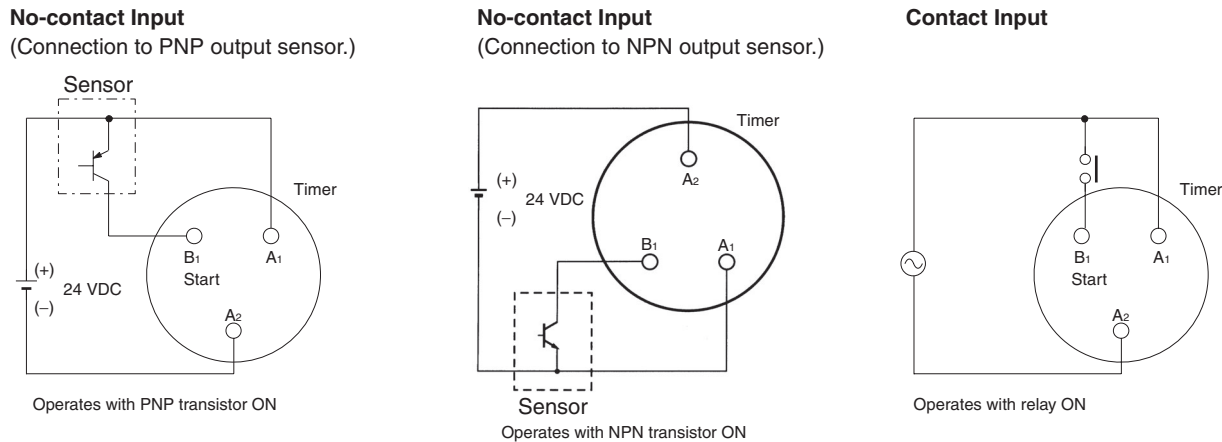 No-contact Input
(Connection to PNP output sensor.)
Sensor
Timer
B1
A1
Start
(+)
24 VDC
(−)
A2
Operates with PNP transistor ON
No-contact Input
(Connection to NPN output sensor.)
Timer
A2
(+)
24 VDC
(−)
B1
A1
Sensor
Operates with NPN transistor ON
Contact Input
Timer
B1
A1
Start
A2
Operates with relay ON